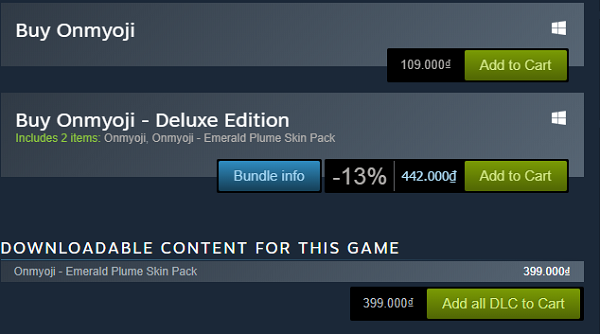 Buy Onmyoji
109.000₫
Add to Cart
Buy Onmyoji - Deluxe Edition
Includes 2 items: Onmyoji, Onmyoji - Emerald Plume Skin Pack
Bundle info
-13%
442.000₫
Add to Cart
DOWNLOADABLE CONTENT FOR THIS GAME
Onmyoji - Emerald Plume Skin Pack 399.000₫
399.000₫
Add all DLC to Cart